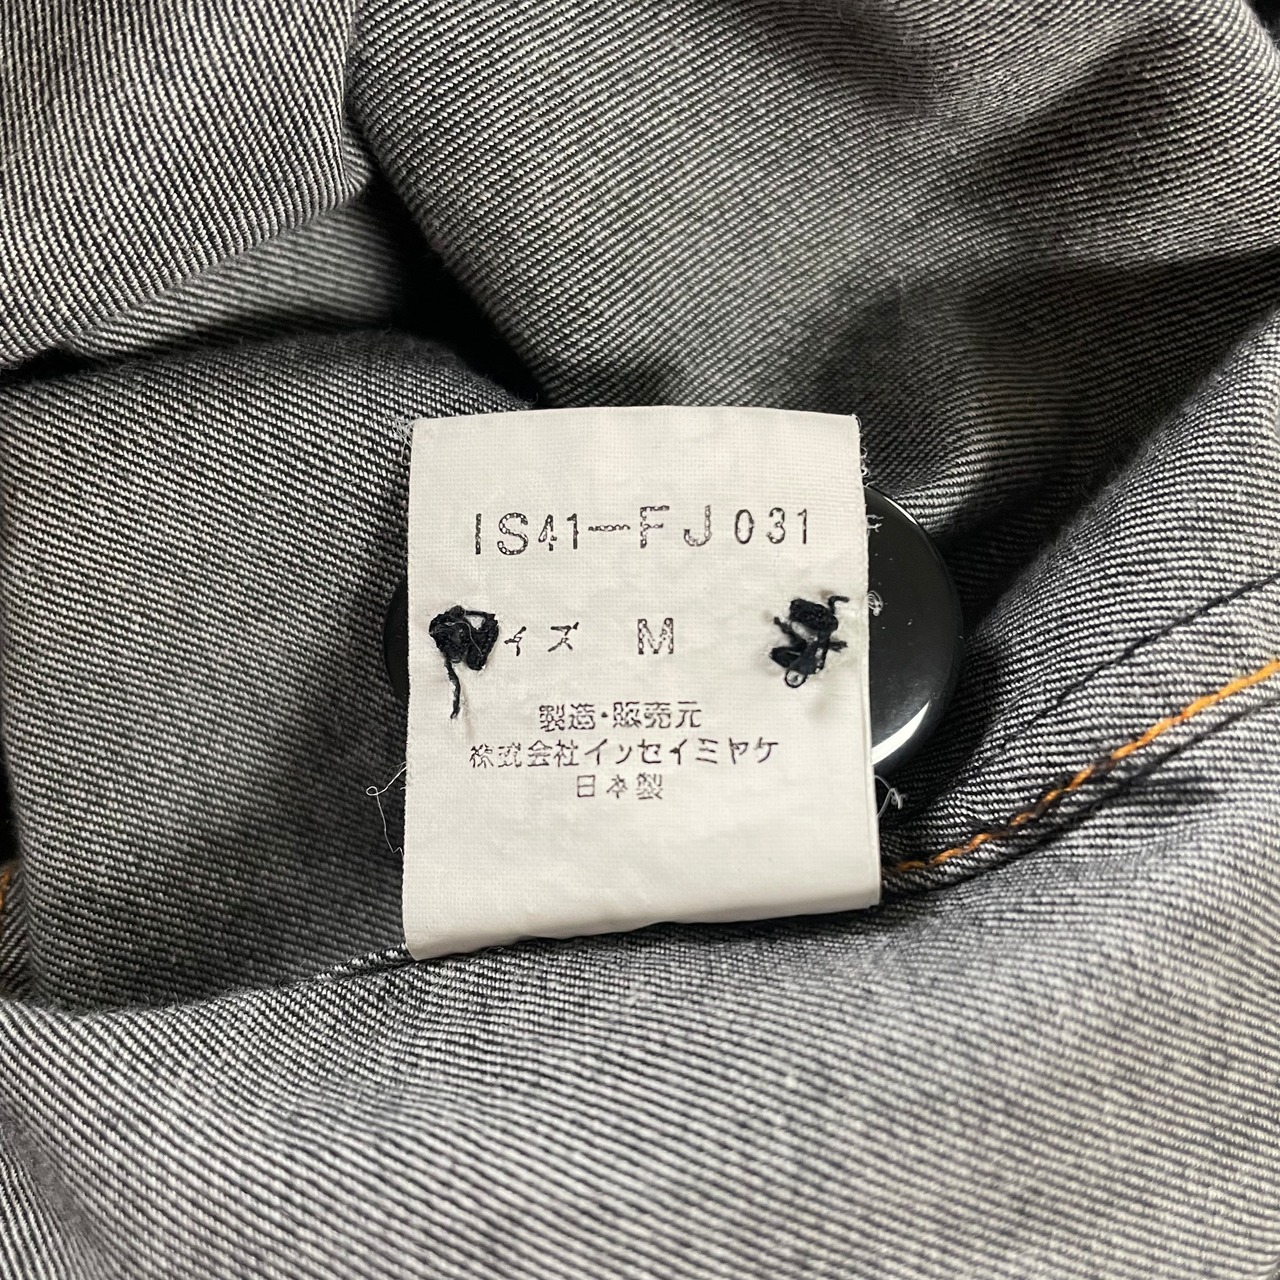 IS41-FJ031
イズ M
製造・販売元
株式会社イッセイミヤケ
日本製